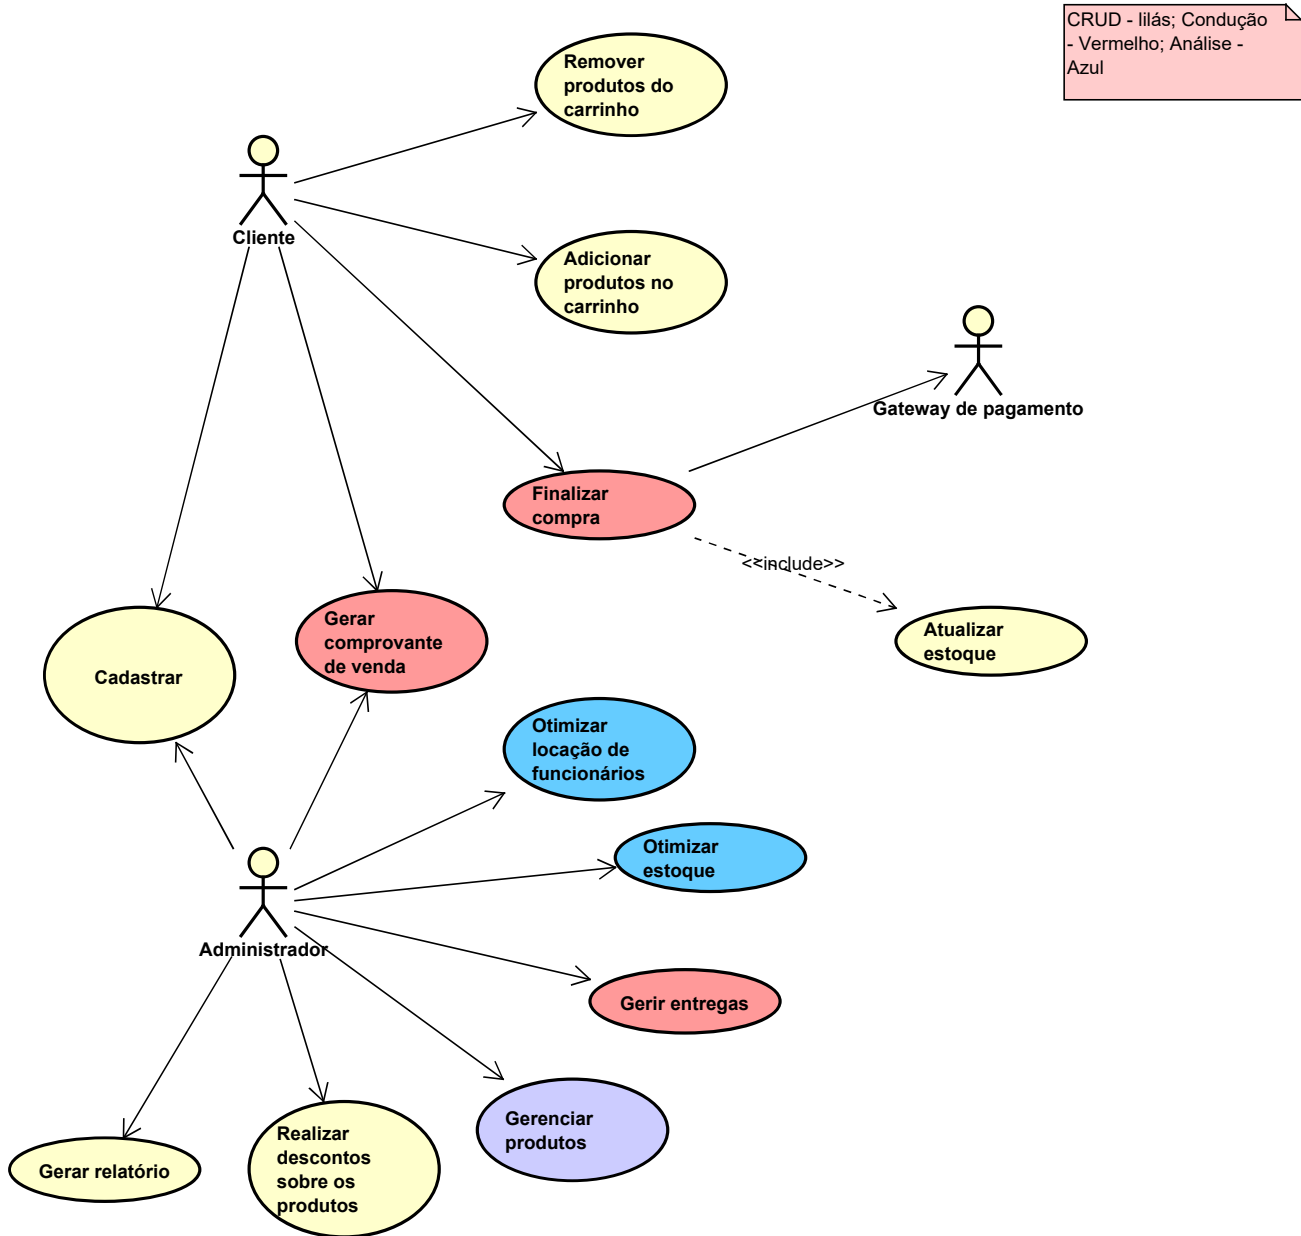 CRUD - lilás; Condução
- Vermelho; Análise -
Azul
Remover
produtos do
carrinho
Cliente
Adicionar
produtos no
carrinho
Gateway de pagamento
Finalizar
compra
<<include>>
Atualizar
estoque
Gerar
comprovante
de venda
Cadastrar
Otimizar
locação de
funcionários
Otimizar
estoque
Administrador
Gerir entregas
Gerenciar
produtos
Realizar
descontos
sobre os
produtos
Gerar relatório